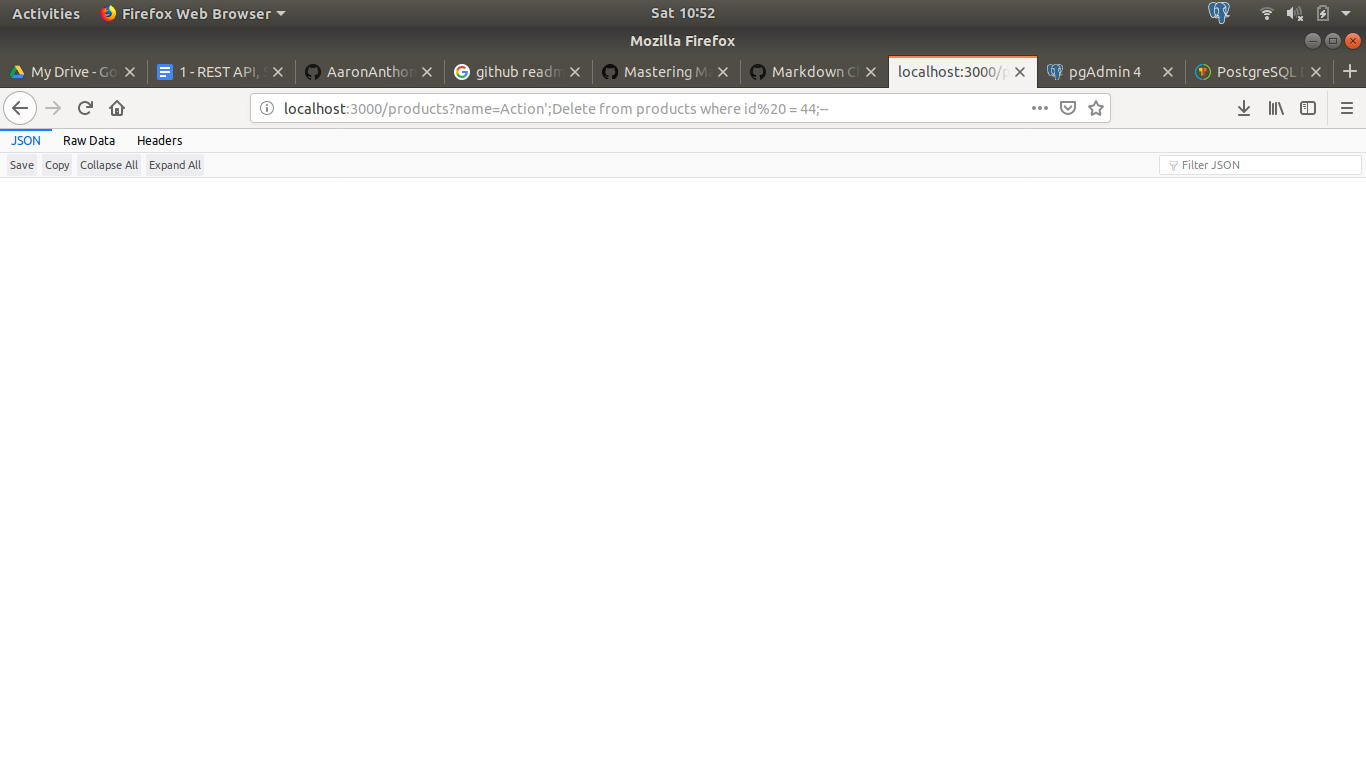 Activities Firefox Web Browser Sat 10:52
Mozilla Firefox
My Drive - Go 1 - REST API, AaronAnthon github readm Mastering Ma Markdown Ch localhost:3000/p pgAdmin 4 PostgreSQL
localhost:3000/products?name=Action';Delete from products where id%20 = 44;--
JSON Raw Data Headers
Save Copy Collapse All Expand All Filter JSON